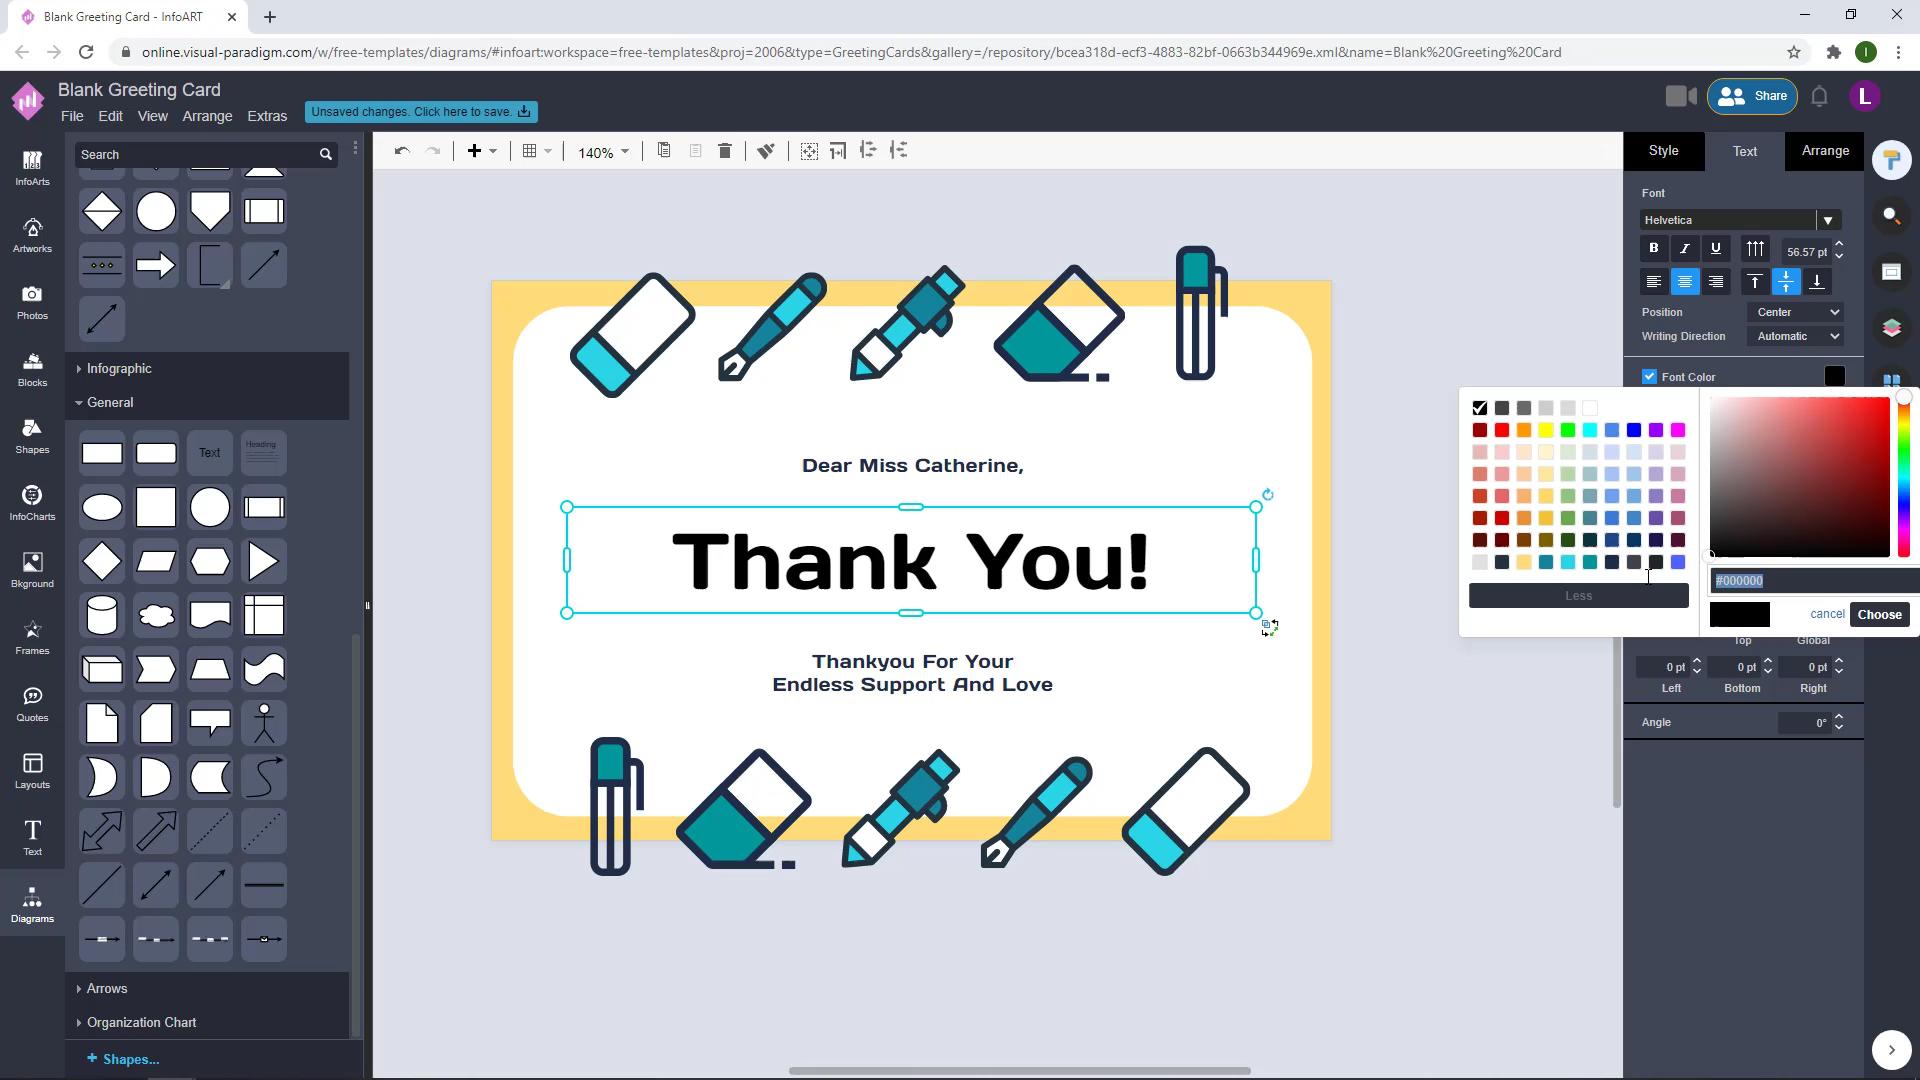 Blank Greeting Card - InfoART
online.visual-paradigm.com/w/free-templates/diagrams/#infoart:workspace=free-templates&proj=2006&type=GreetingCards&gallery=/repository/bcea318d-ecf3-4883-82bf-0663b344969e.xml&name=Blank%20Greeting%20Card
I
Blank Greeting Card
File
Edit
View
Arrange
Extras
Unsaved changes. Click here to save.
Share
L
Search
140%
Style
Text
Arrange
InfoArts
Artworks
Photos
Blocks
Shapes
InfoCharts
Bkground
Frames
Quotes
Layouts
Text
Diagrams
Infographic
General
Text
Heading
Arrows
Organization Chart
+ Shapes...
Dear Miss Catherine,
Thank You!
Thankyou For Your
Endless Support And Love
Font
Helvetica
B
I
U
56.57 pt
Position
Center
Writing Direction
Automatic
Font Color
#000000
Less
cancel
Choose
Top
Global
0 pt
0 pt
0 pt
Left
Bottom
Right
Angle
0°